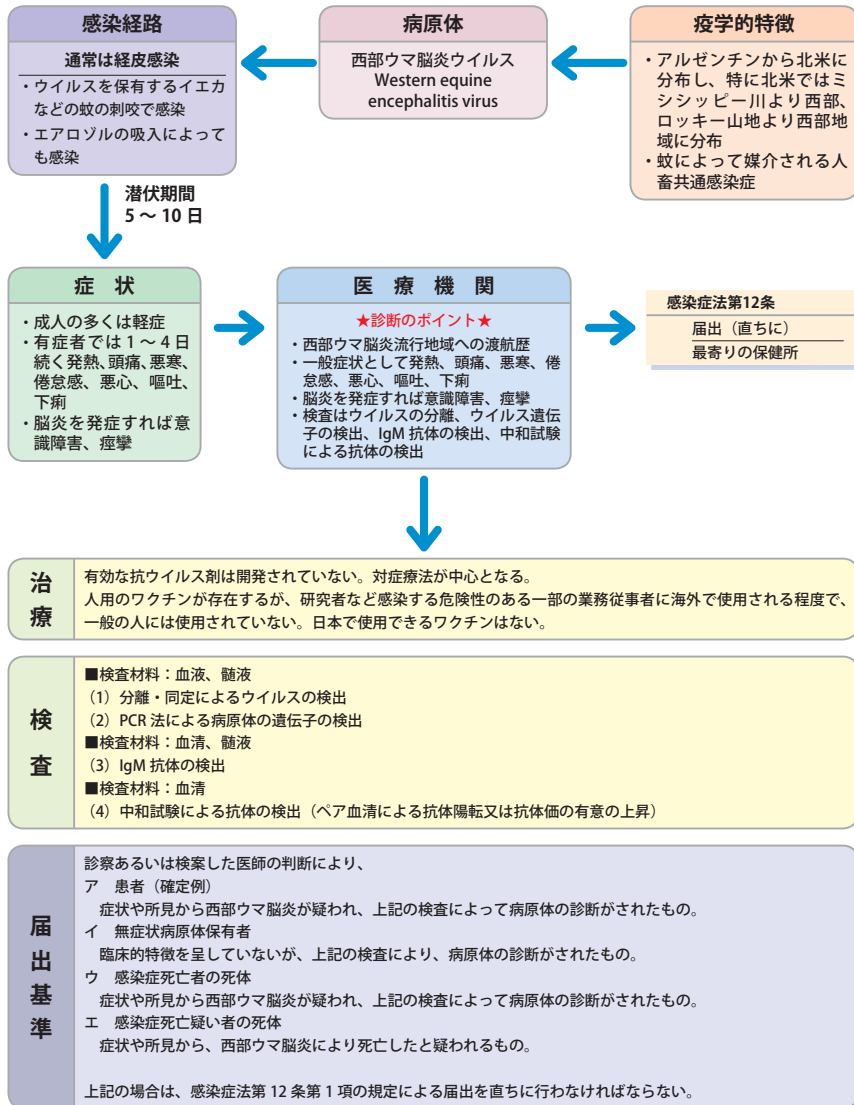 感染経路
通常は経皮感染
・ウイルスを保有するイエカ
などの蚊の刺咬で感染
・エアロゾルの吸入によって
も感染
病原体
西部ウマ脳炎ウイルス
Western equine
encephalitis virus
疫学的特徴
・アルゼンチンから北米に
分布し、特に北米ではミ
シシッピー川より西部、
ロッキー山地より西部地
域に分布
・蚊によって媒介される人
畜共通感染症
潜伏期間
5 〜 10 日
症　状
・成人の多くは軽症
・有症者では 1 〜 4 日
続く発熱、頭痛、悪寒、
倦怠感、悪心、嘔吐、
下痢
・脳炎を発症すれば意
識障害、痙攣
医　療　機　関
★診断のポイント★
・西部ウマ脳炎流行地域への渡航歴
・一般症状として発熱、頭痛、悪寒、倦
怠感、悪心、嘔吐、下痢
・脳炎を発症すれば意識障害、痙攣
・検査はウイルスの分離、ウイルス遺伝
子の検出、IgM 抗体の検出、中和試験
による抗体の検出
感染症法第12条
届出（直ちに）
最寄りの保健所
治療
有効な抗ウイルス剤は開発されていない。対症療法が中心となる。
人用のワクチンが存在するが、研究者など感染する危険性のある一部の業務従事者に海外で使用される程度で、
一般の人には使用されていない。日本で使用できるワクチンはない。
検査
■検査材料：血液、髄液
（1）分離・同定によるウイルスの検出
（2）PCR 法による病原体の遺伝子の検出
■検査材料：血清、髄液
（3）IgM 抗体の検出
■検査材料：血清
（4）中和試験による抗体の検出（ペア血清による抗体陽転又は抗体価の有意の上昇）
届出基準
診察あるいは検案した医師の判断により、
ア　患者（確定例）
症状や所見から西部ウマ脳炎が疑われ、上記の検査によって病原体の診断がされたもの。
イ　無症状病原体保有者
臨床的特徴を呈していないが、上記の検査により、病原体の診断がされたもの。
ウ　感染症死亡者の死体
症状や所見から西部ウマ脳炎が疑われ、上記の検査によって病原体の診断がされたもの。
エ　感染症死亡疑い者の死体
症状や所見から、西部ウマ脳炎により死亡したと疑われるもの。
上記の場合は、感染症法第 12 条第 1 項の規定による届出を直ちに行わなければならない。